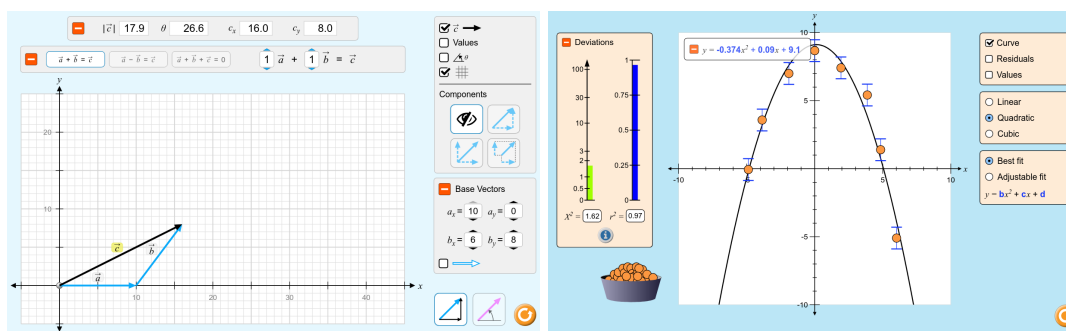 |c⃗| 17.9 θ 26.6 cₓ 16.0 c_y 8.0
a⃗ + b⃗ = c⃗ a⃗ − b⃗ = c⃗ a⃗ + b⃗ + c⃗ = 0 1 a⃗ + 1 b⃗ = c⃗
c⃗
Values
θ
Components
Base Vectors
aₓ = 10 a_y = 0
bₓ = 6 b_y = 8
y
20
10
c⃗
b⃗
a⃗
10 20 30 40 x
Deviations
100
30
10
3
2
1
0.5
0
1
0.75
0.5
0.25
0
X² = 1.62 r² = 0.97
i
y = -0.374x² + 0.09x + 9.1
y
10
5
-10 -5 5 10 x
-5
-10
Curve
Residuals
Values
Linear
Quadratic
Cubic
Best fit
Adjustable fit
y = bx² + cx + d